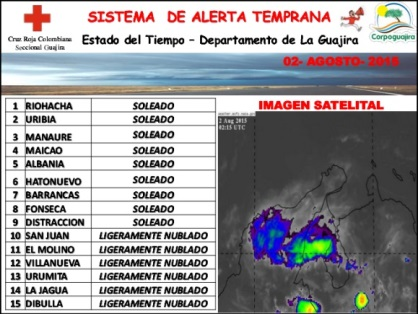 SISTEMA DE ALERTA TEMPRANA
Cruz Roja Colombiana
Seccional Guajira
Estado del Tiempo – Departamento de La Guajira
Corpoguajira
02- AGOSTO- 2015
1 RIOHACHA SOLEADO
2 URIBIA SOLEADO
3 MANAURE SOLEADO
4 MAICAO SOLEADO
5 ALBANIA SOLEADO
6 HATONUEVO SOLEADO
7 BARRANCAS SOLEADO
8 FONSECA SOLEADO
9 DISTRACCION SOLEADO
10 SAN JUAN LIGERAMENTE NUBLADO
11 EL MOLINO LIGERAMENTE NUBLADO
12 VILLANUEVA LIGERAMENTE NUBLADO
13 URUMITA LIGERAMENTE NUBLADO
14 LA JAGUA LIGERAMENTE NUBLADO
15 DIBULLA LIGERAMENTE NUBLADO
IMAGEN SATELITAL
2 Aug 2015
02:15 UTC